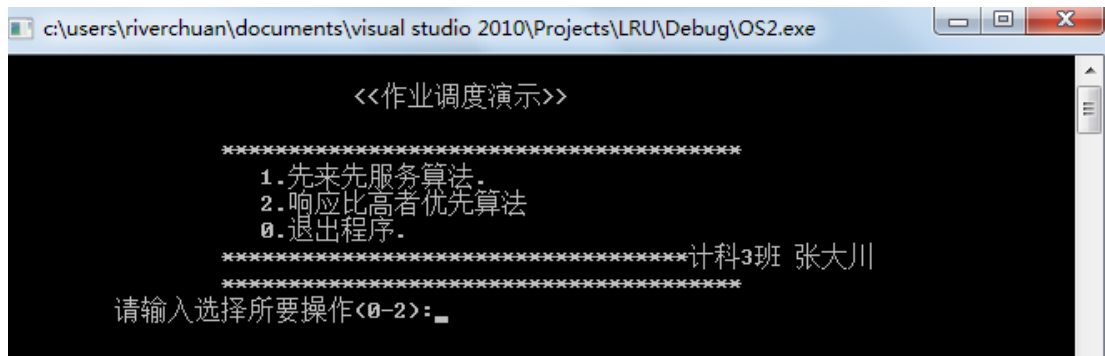 c:\users\riverchuan\documents\visual studio 2010\Projects\LRU\Debug\OS2.exe
<<作业调度演示>>
***************************************
1.先来先服务算法.
2.响应比高者优先算法
0.退出程序.
***********************************计科3班 张大川
***************************************
请输入选择所要操作(0-2):_